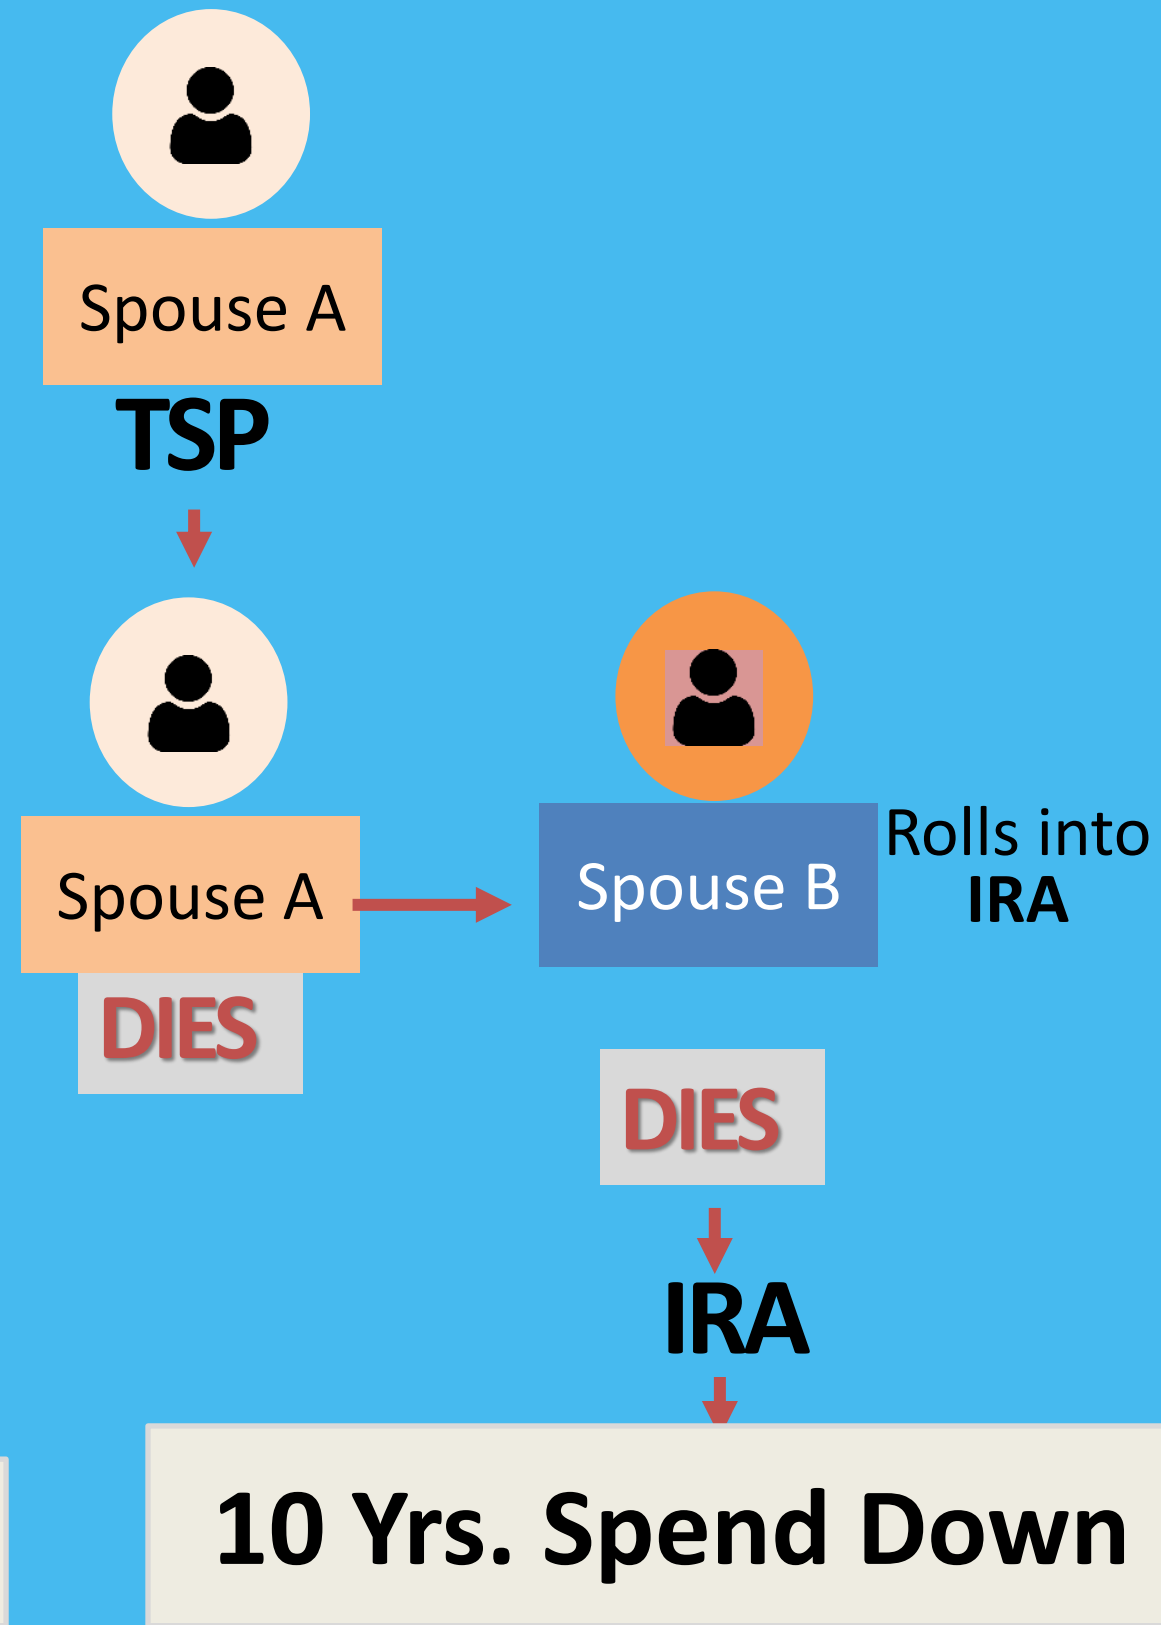 Spouse A
TSP
Spouse A
DIES
Spouse B
Rolls into
IRA
DIES
IRA
10 Yrs. Spend Down